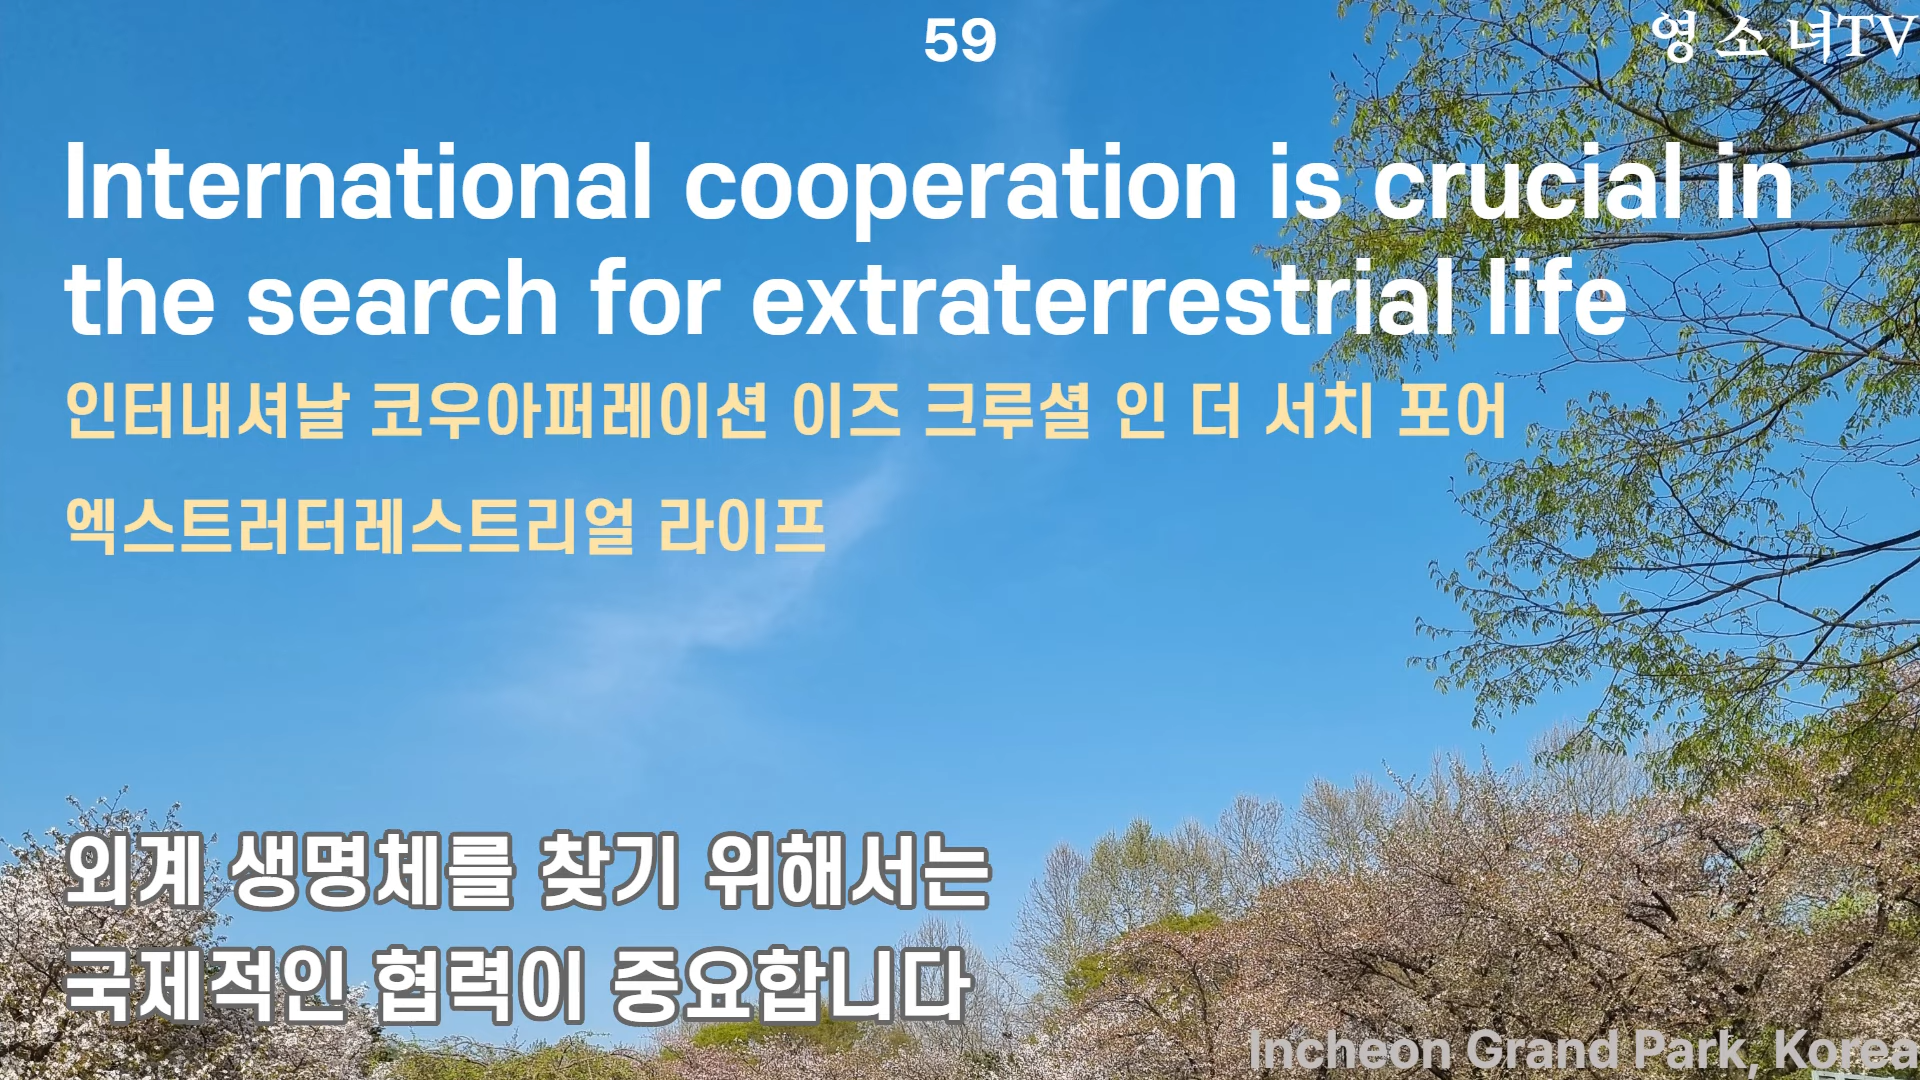 59
영소녀TV
International cooperation is crucial in
the search for extraterrestrial life
인터내셔날 코우아퍼레이션 이즈 크루셜 인 더 서치 포어
엑스트러터레스트리얼 라이프
외계 생명체를 찾기 위해서는
국제적인 협력이 중요합니다
Incheon Grand Park, Korea